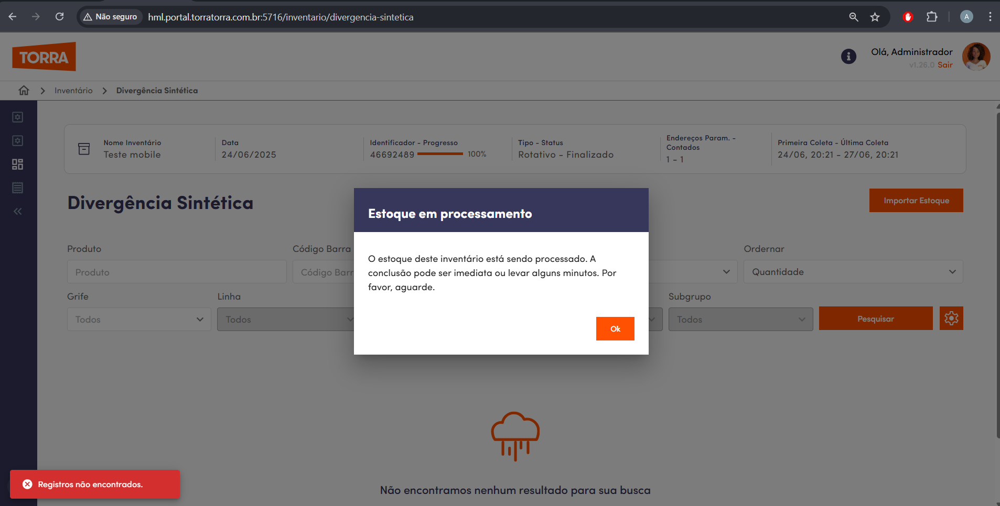 Não seguro
hml.portal.torratorra.com.br:5716/inventario/divergencia-sintetica
A
TORRA
Olá, Administrador
v1.26.0 Sair
Inventário
Divergência Sintética
Nome Inventário
Teste mobile
Data
24/06/2025
Identificador - Progresso
46692489
100%
Tipo - Status
Rotativo - Finalizado
Endereços Param. -
Contados
1 - 1
Primeira Coleta - Última Coleta
24/06, 20:21 - 27/06, 20:21
Divergência Sintética
Importar Estoque
Estoque em processamento
O estoque deste inventário está sendo processado. A
conclusão pode ser imediata ou levar alguns minutos. Por
favor, aguarde.
Ok
Produto
Produto
Código Barra
Código Barr
Ordernar
Quantidade
Grife
Todos
Linha
Todos
Subgrupo
Todos
Pesquisar
Registros não encontrados.
Não encontramos nenhum resultado para sua busca